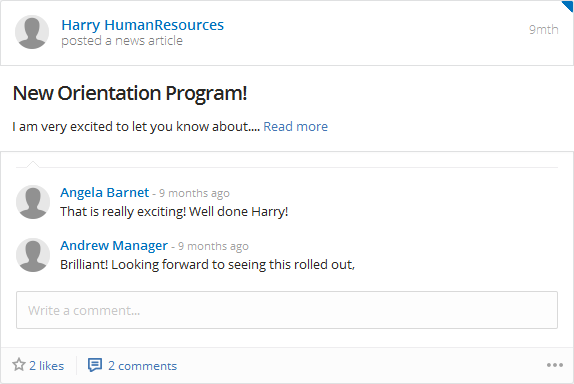 Harry HumanResources
9mth
posted a news article
New Orientation Program!
I am very excited to let you know about.... Read more
Angela Barnet - 9 months ago
That is really exciting! Well done Harry!
Andrew Manager - 9 months ago
Brilliant! Looking forward to seeing this rolled out,
Write a comment...
2 likes 2 comments